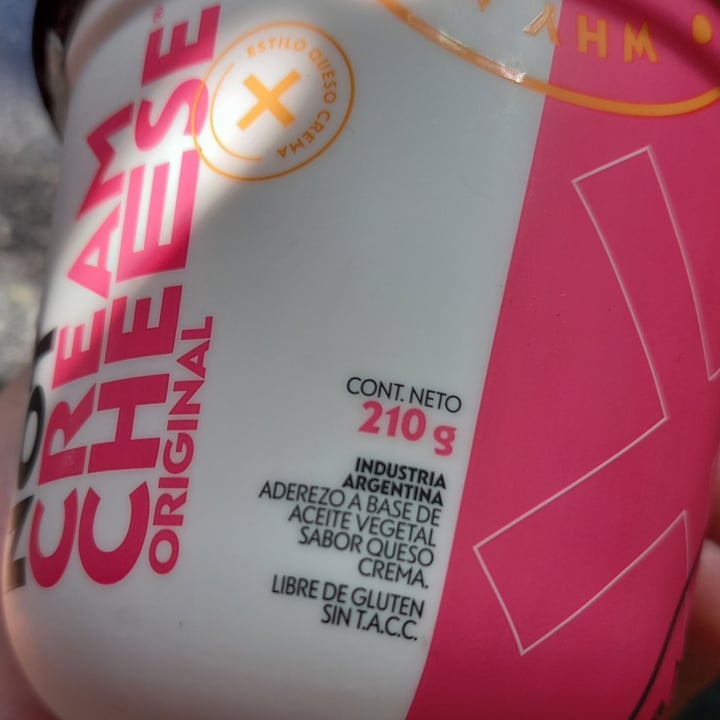 NOT
CREAM
CHEESE®
ORIGINAL
ESTILO QUESO CREMA
WHY
CONT. NETO
210 g
INDUSTRIA
ARGENTINA
ADEREZO A BASE DE
ACEITE VEGETAL
SABOR QUESO
CREMA.
LIBRE DE GLUTEN
SIN T.A.C.C.